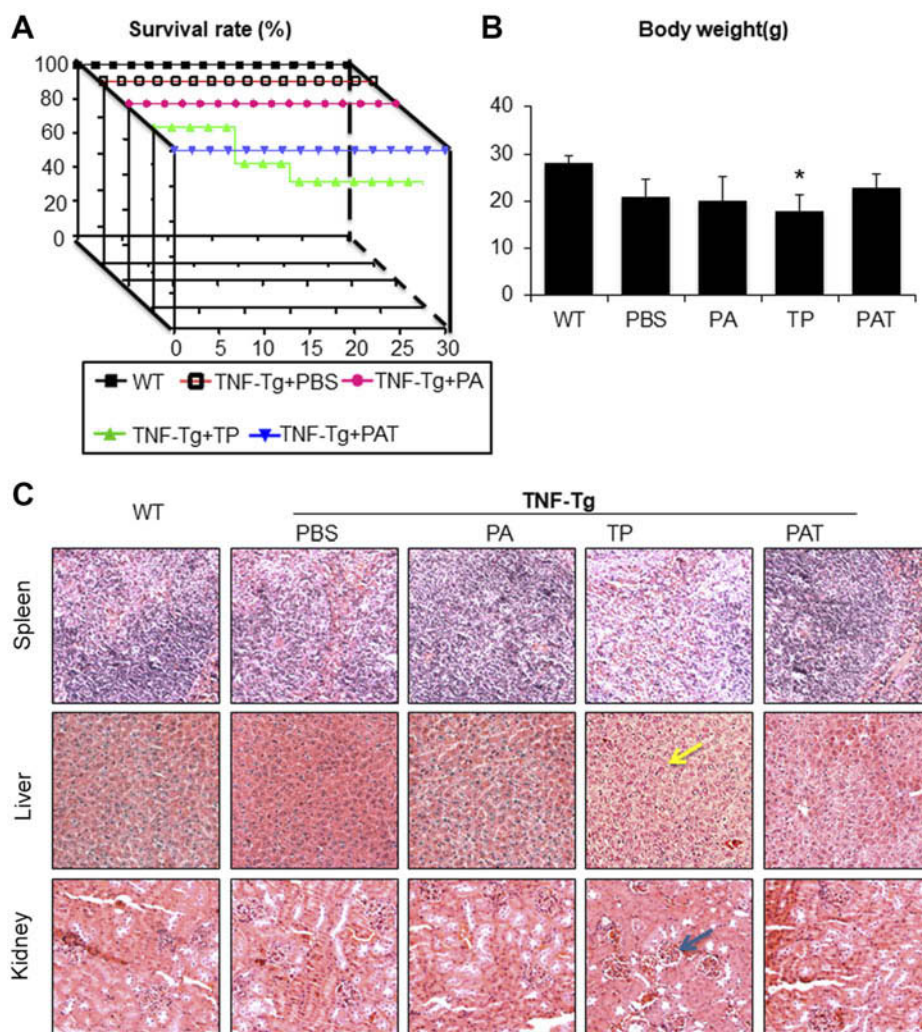 A
Survival rate (%)
100
80
60
40
20
0
0 5 10 15 20 25 30
WT TNF-Tg+PBS TNF-Tg+PA
TNF-Tg+TP TNF-Tg+PAT
B
Body weight(g)
40
30
20
10
0
*
WT PBS PA TP PAT
C
WT
TNF-Tg
PBS PA TP PAT
Spleen
Liver
Kidney